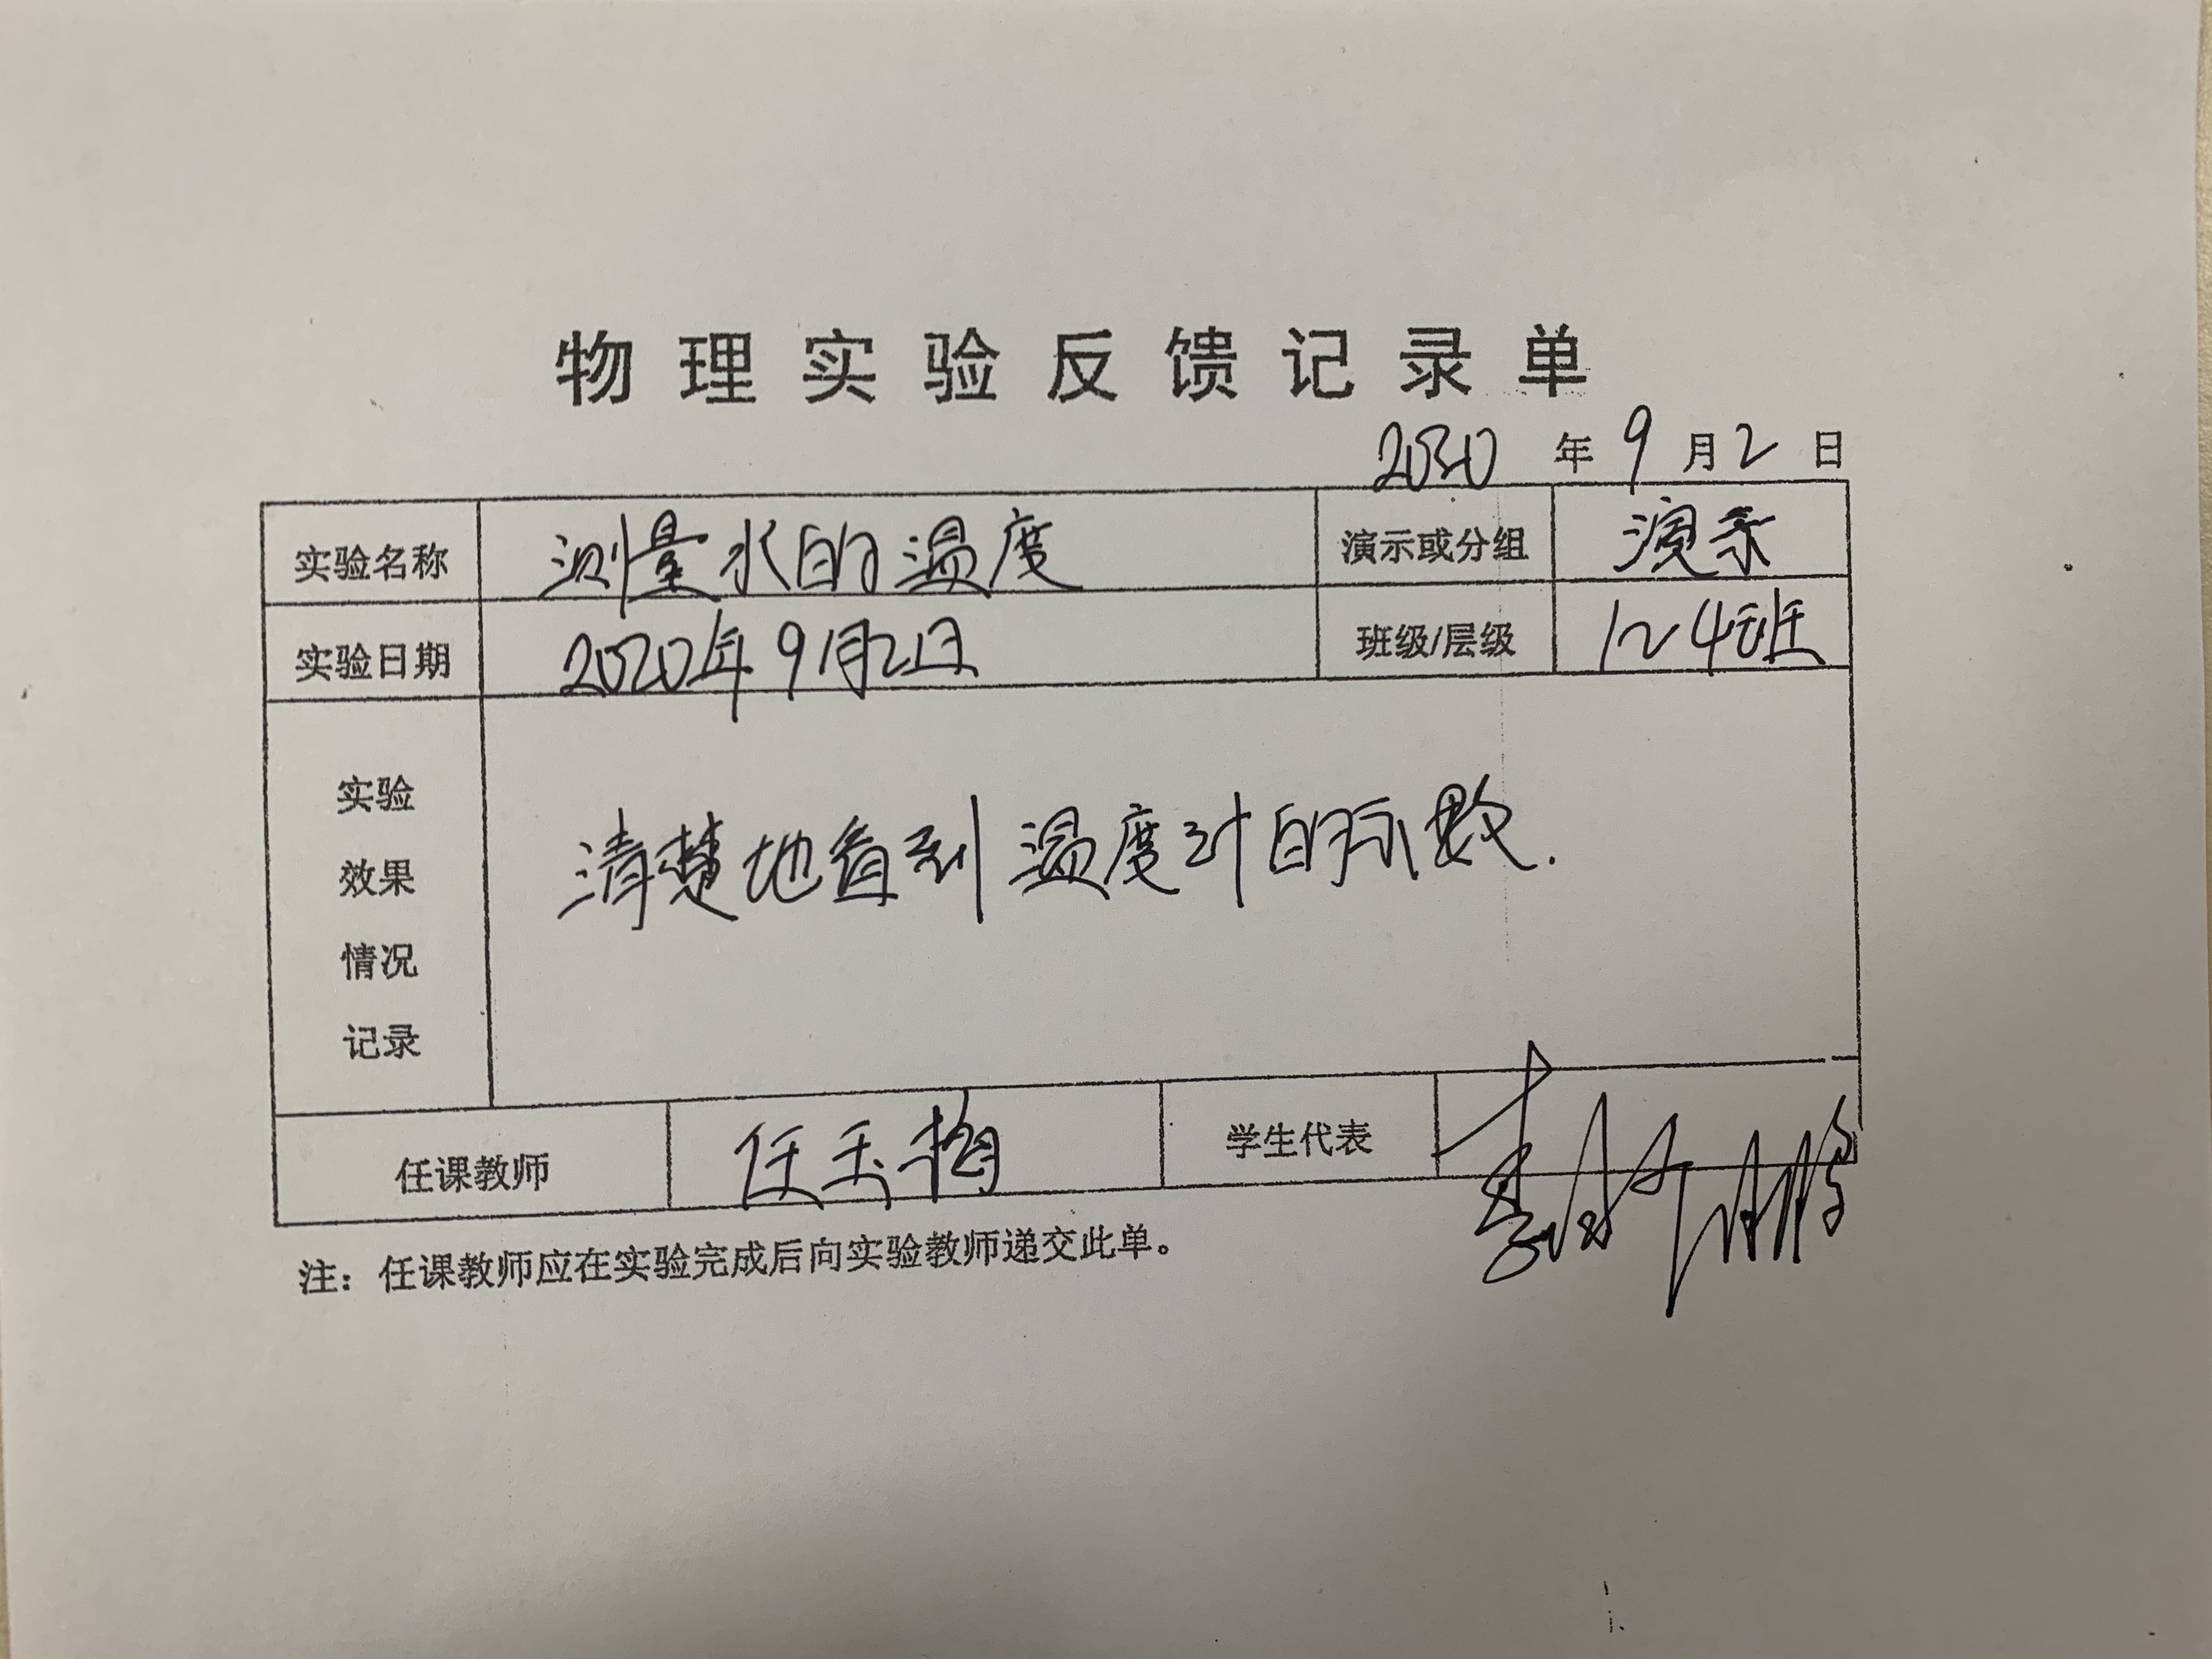 物理实验反馈记录单
2020 年 9 月 2 日
实验名称 测量水的温度 演示或分组 演示
实验日期 2020年9月2日 班级/层级 1~4班
实验
效果
情况
记录
清楚地看到温度计的示数.
任课教师 任玉梅 学生代表
注：任课教师应在实验完成后向实验教师递交此单。